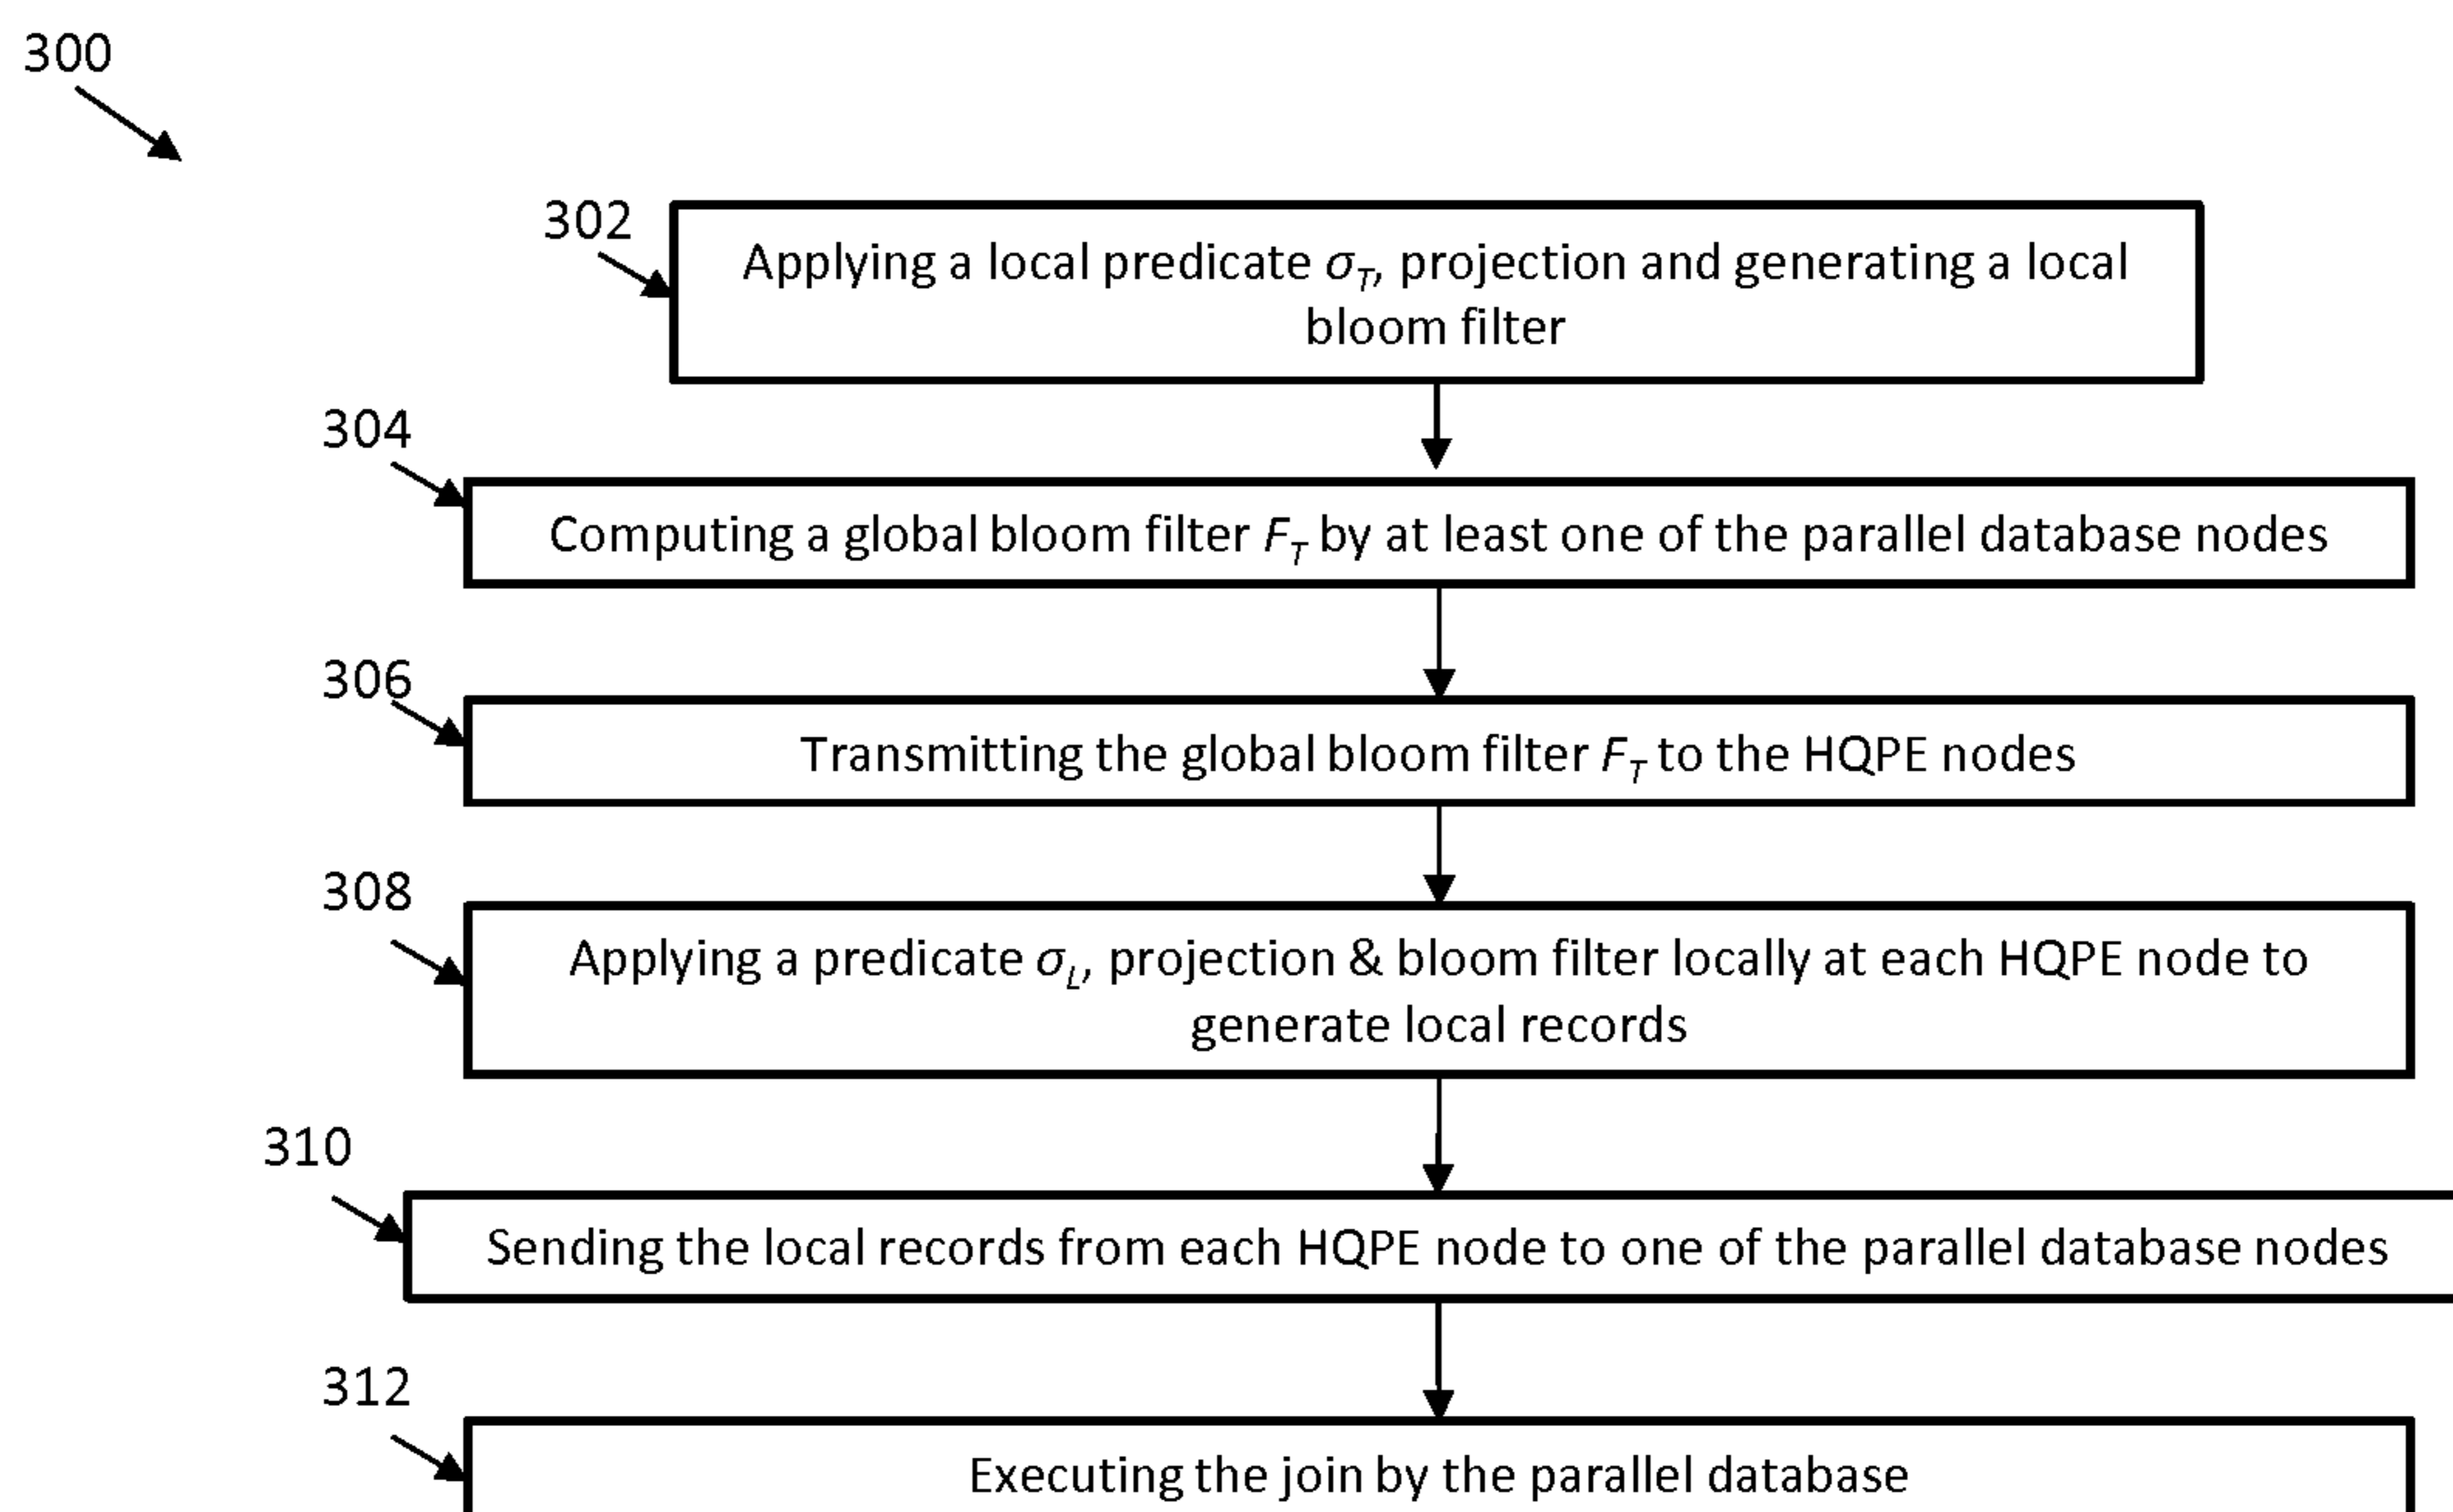 300
302
Applying a local predicate σT, projection and generating a local
bloom filter
304
Computing a global bloom filter FT by at least one of the parallel database nodes
306
Transmitting the global bloom filter FT to the HQPE nodes
308
Applying a predicate σL, projection & bloom filter locally at each HQPE node to
generate local records
310
Sending the local records from each HQPE node to one of the parallel database nodes
312
Executing the join by the parallel database